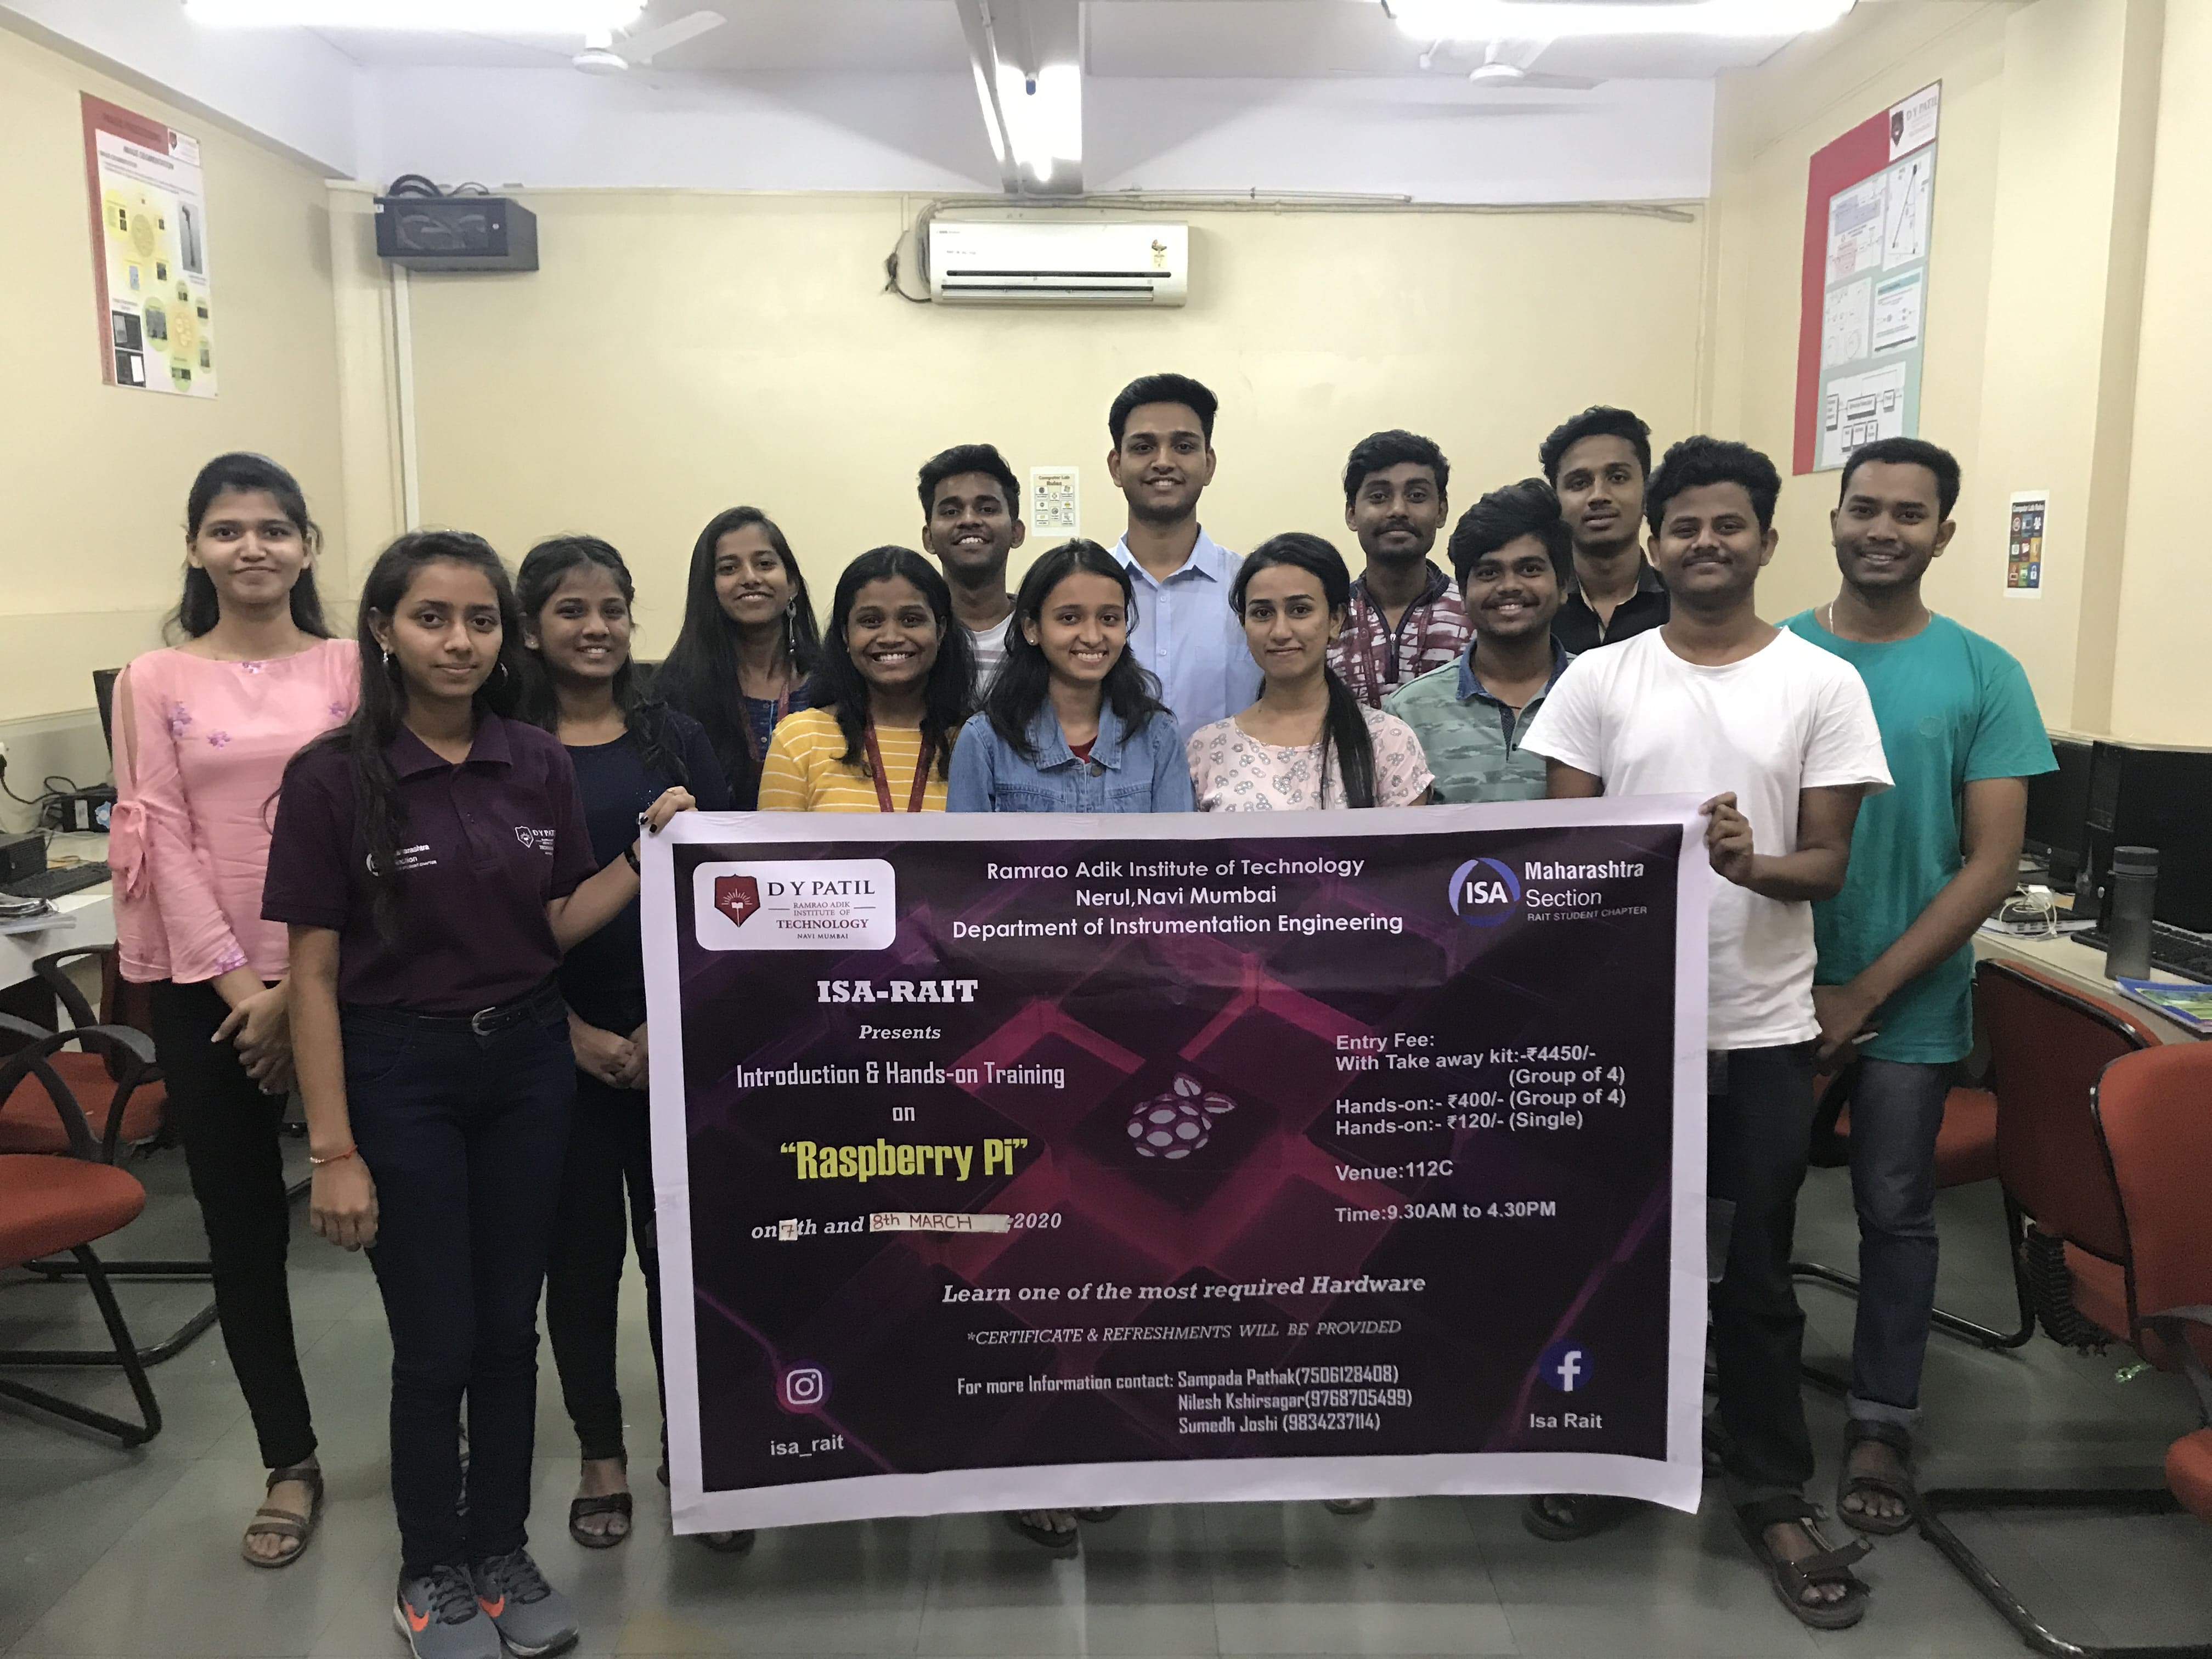 D Y PATIL
RAMRAO ADIK
INSTITUTE OF
TECHNOLOGY
NAVI MUMBAI
Ramrao Adik Institute of Technology
Nerul,Navi Mumbai
Department of Instrumentation Engineering
ISA
Maharashtra
Section
RAIT STUDENT CHAPTER
ISA-RAIT
Presents
Introduction & Hands-on Training
on
“Raspberry Pi”
on 7th and 8th MARCH 2020
Entry Fee:
With Take away kit:-₹4450/-
(Group of 4)
Hands-on:- ₹400/- (Group of 4)
Hands-on:- ₹120/- (Single)
Venue:112C
Time:9.30AM to 4.30PM
Learn one of the most required Hardware
*CERTIFICATE & REFRESHMENTS WILL BE PROVIDED
For more Information contact: Sampada Pathak(7506128408)
Nilesh Kshirsagar(9768705499)
Sumedh Joshi (9834237114)
isa_rait
Isa Rait
D Y PATIL
Computer Lab
Rules